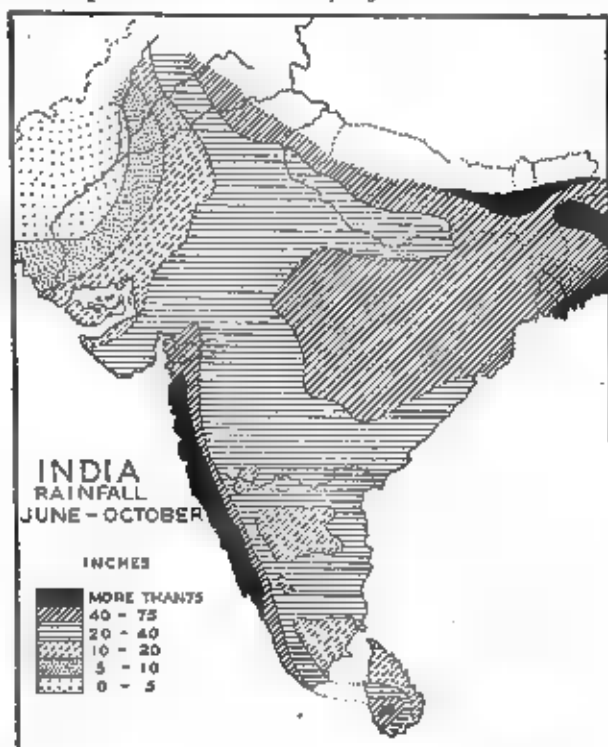 INDIA
RAINFALL
JUNE-OCTOBER
INCHES
MORE THAN 75
40 - 75
20 - 40
10 - 20
5 - 10
0 - 5